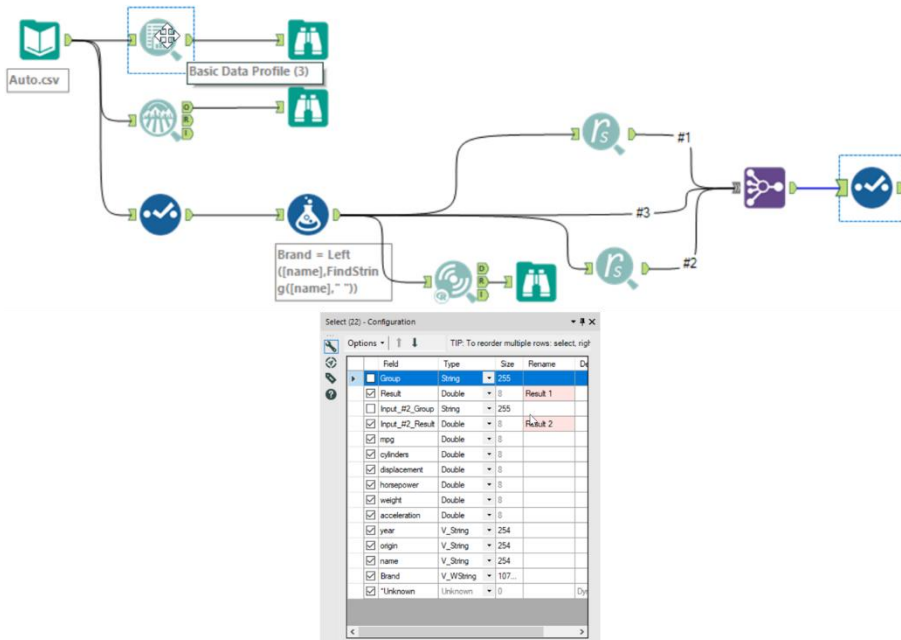 Auto.csv
Basic Data Profile (3)
D
R
I
r s
#1
#3
r s
#2
Brand = Left
([name],FindStrin
g([name]," "))
D
R
I
Select (22) - Configuration
Options TIP: To reorder multiple rows: select, righ
Field Type Size Rename De
Group String 255
Result Double 8 Result 1
Input_#2_Group String 255
Input_#2_Result Double 8 Result 2
mpg Double 8
cylinders Double 8
displacement Double 8
horsepower Double 8
weight Double 8
acceleration Double 8
year V_String 254
origin V_String 254
name V_String 254
Brand V_WString 107...
*Unknown Unknown 0 Dyr